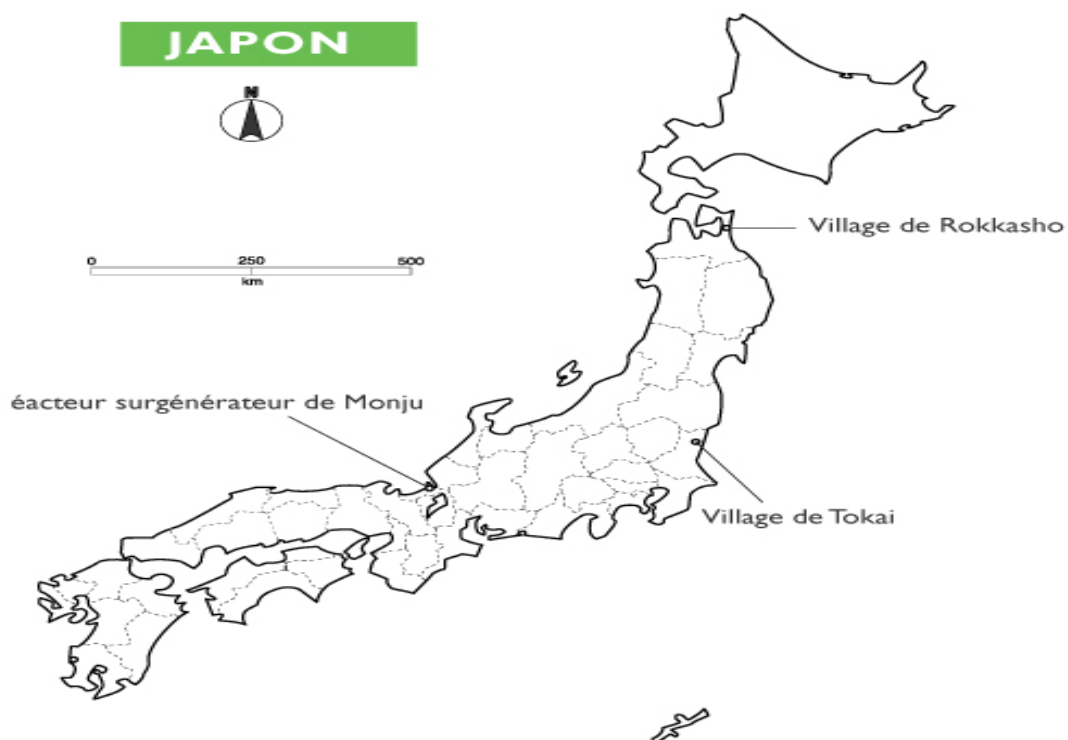 JAPON
N
0 250 500
km
Village de Rokkasho
éacteur surgénérateur de Monju
Village de Tokai